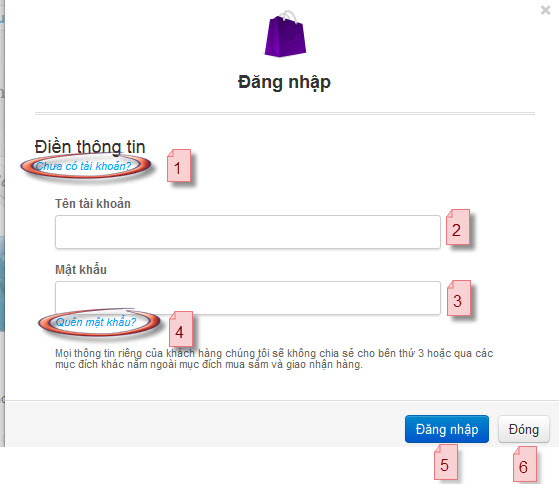 Đăng nhập
Điền thông tin
Chưa có tài khoản?
1
Tên tài khoản
2
Mật khẩu
3
Quên mật khẩu?
4
Mọi thông tin riêng của khách hàng chúng tôi sẽ không chia sẻ cho bên thứ 3 hoặc qua các
mục đích khác nằm ngoài mục đích mua sắm và giao nhận hàng.
Đăng nhập
Đóng
5
6